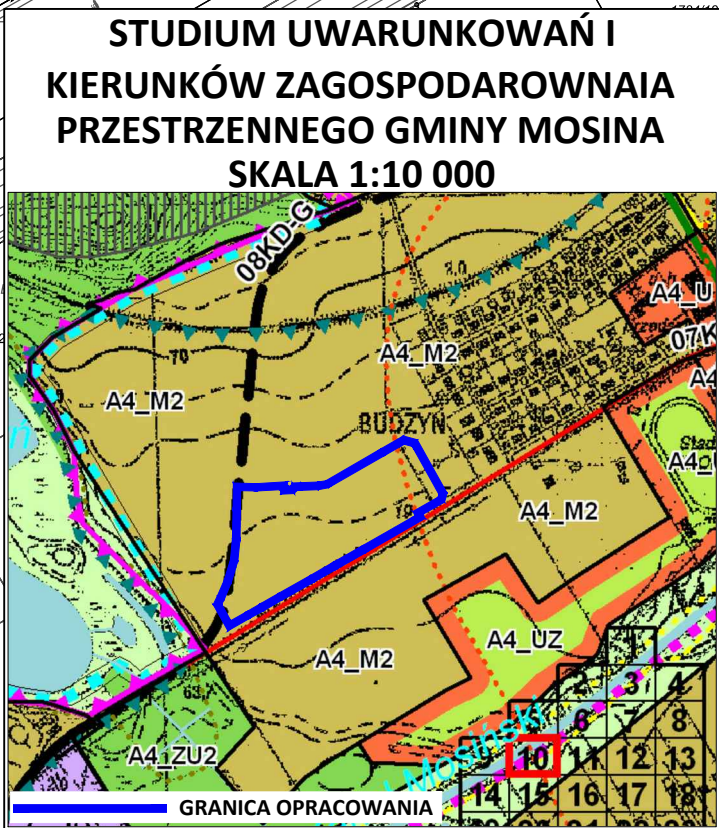 STUDIUM UWARUNKOWAŃ I
KIERUNKÓW ZAGOSPODAROWNAIA
PRZESTRZENNEGO GMINY MOSINA
SKALA 1:10 000
08KD-G
70
A4_U
07K
A4_M2
A4
A4_M2
BUDZYN
A4_M2
A4_UZ
A4_M2
1
2 3 4
6 7 8
Mosiński
A4_ZU2
10 11 12 13
14 15 16 17 18
GRANICA OPRACOWANIA